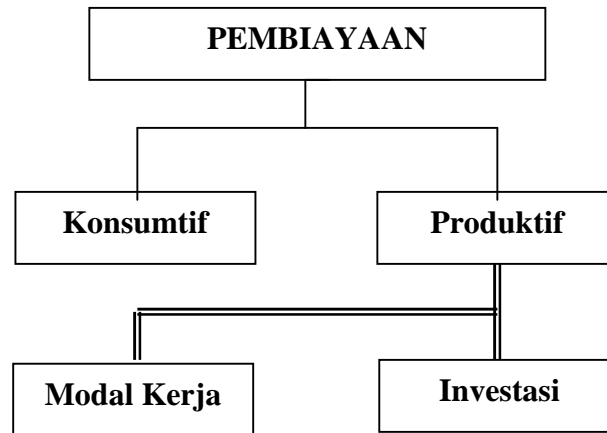 PEMBIAYAAN
Konsumtif
Produktif
Modal Kerja
Investasi